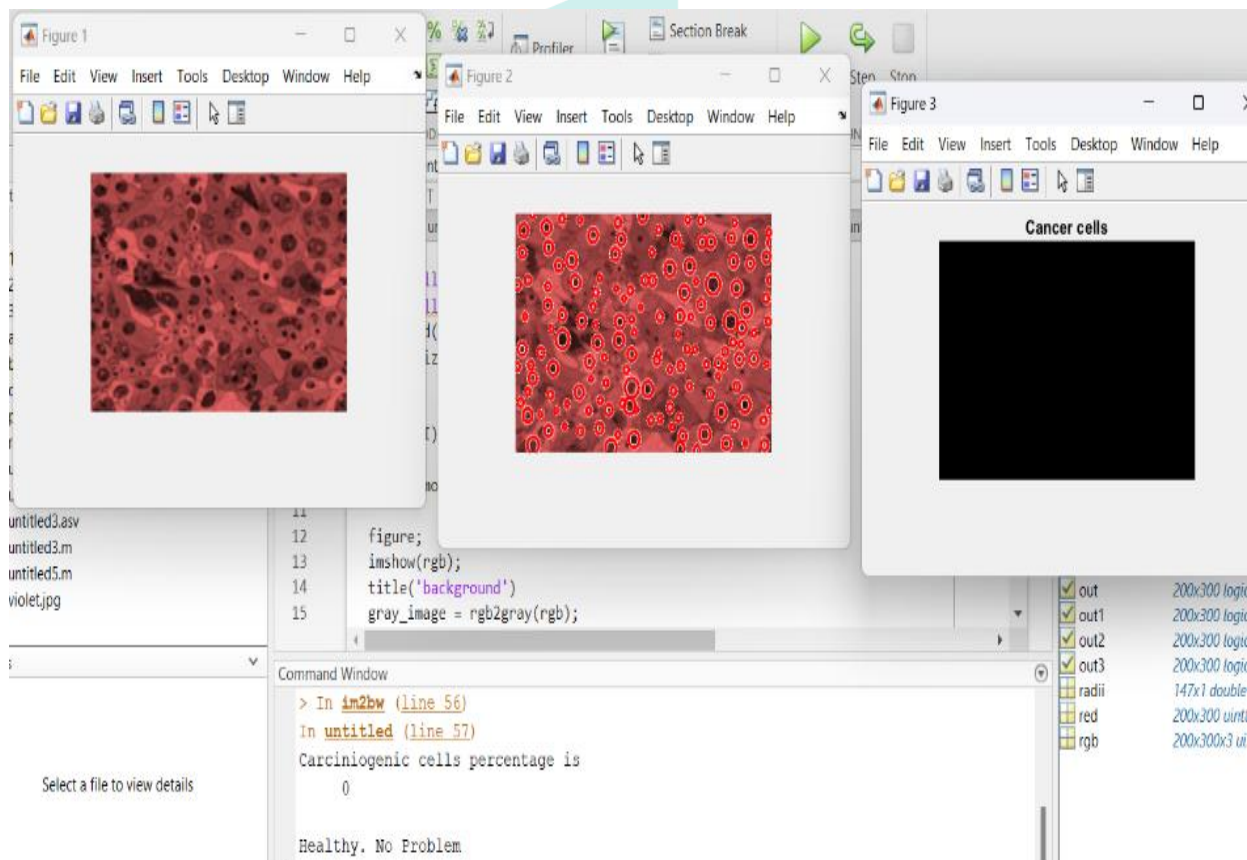 Figure 1
File Edit View Insert Tools Desktop Window Help
Profiler
Section Break
Step Stop
Figure 2
File Edit View Insert Tools Desktop Window Help
Figure 3
File Edit View Insert Tools Desktop Window Help
Cancer cells
untitled3.asv
untitled3.m
untitled5.m
violet.jpg
11
12 figure;
13 imshow(rgb);
14 title('background')
15 gray_image = rgb2gray(rgb);
out 200x300 logic
out1 200x300 logic
out2 200x300 logic
out3 200x300 logic
radii 147x1 double
red 200x300 uint
rgb 200x300x3 ui
Command Window
> In im2bw (line 56)
In untitled (line 57)
Carciniogenic cells percentage is
0
Healthy. No Problem
Select a file to view details